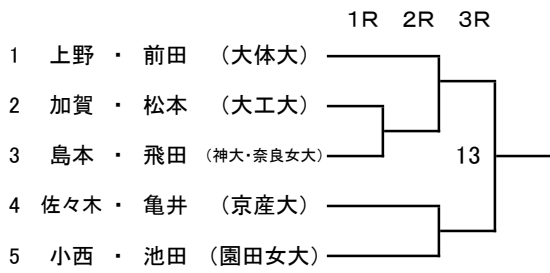 1R 2R 3R
1 上野 ・ 前田 (大体大)
2 加賀 ・ 松本 (大工大)
3 島本 ・ 飛田 (神大・奈良女大) 13
4 佐々木 ・ 亀井 (京産大)
5 小西 ・ 池田 (園田女大)